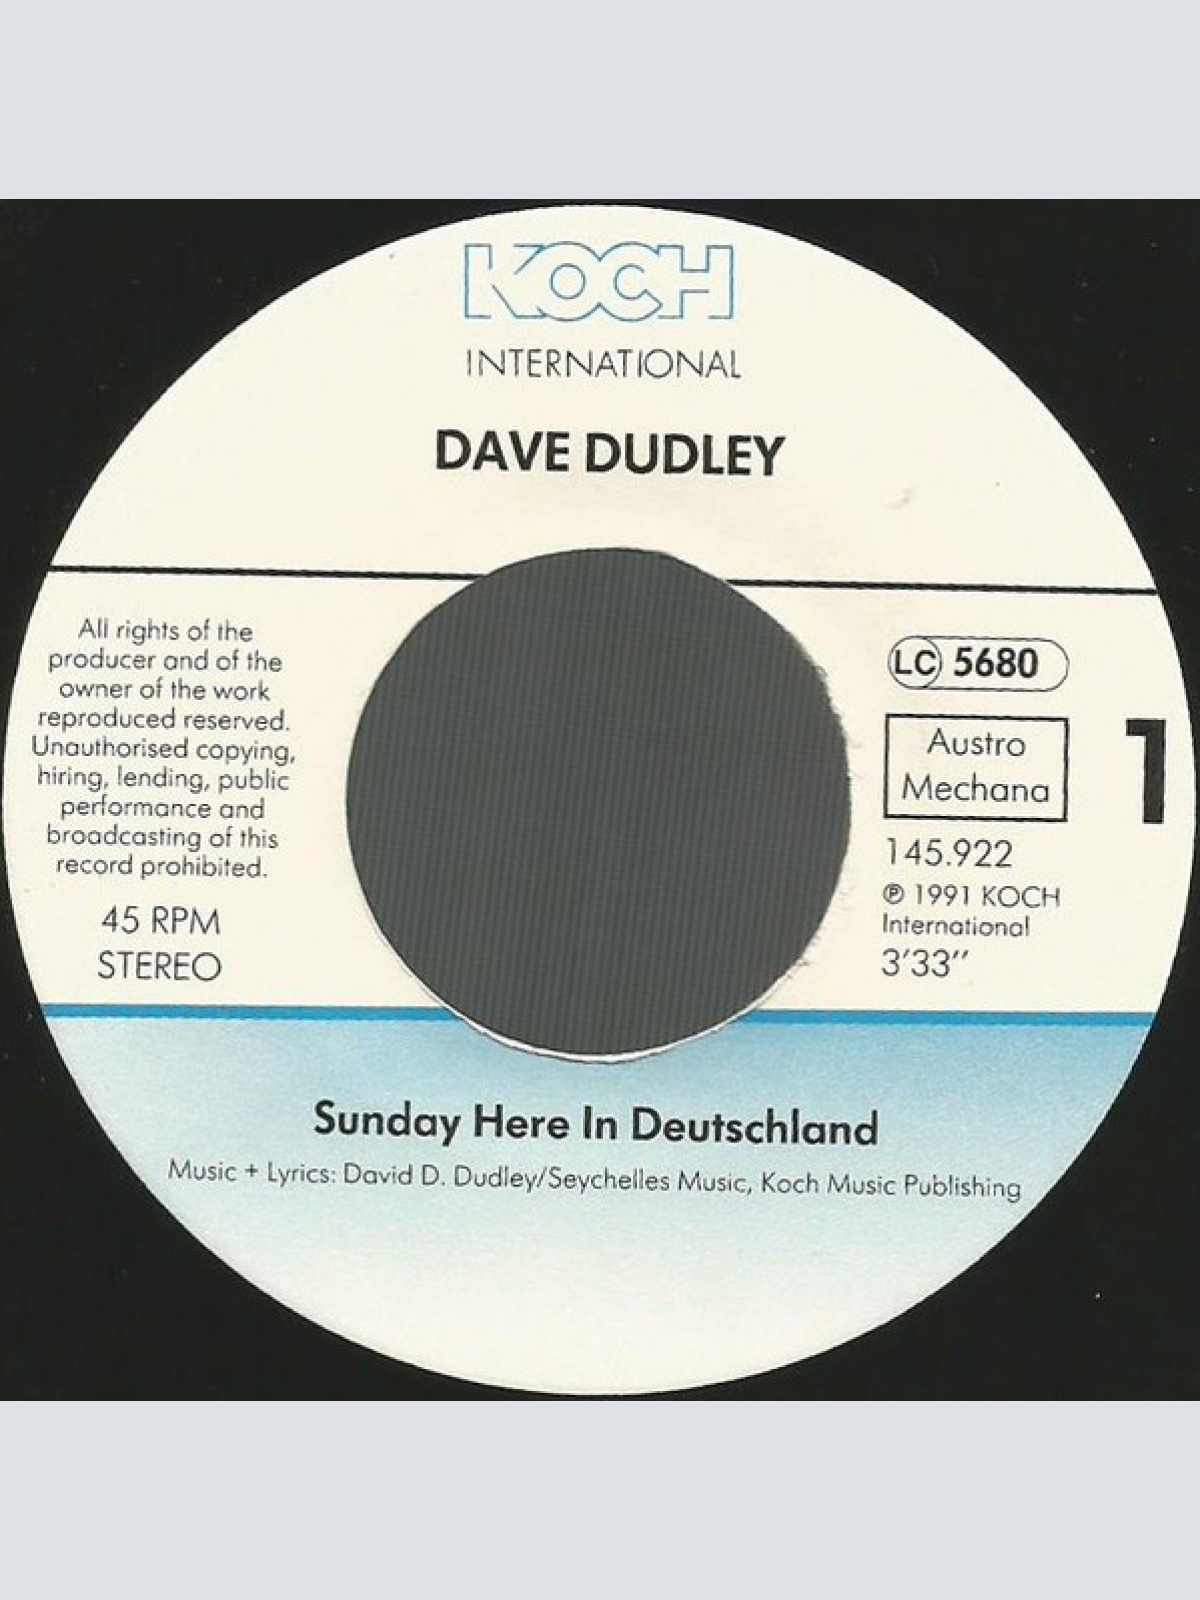 KOCH
INTERNATIONAL
DAVE DUDLEY
All rights of the
producer and of the
owner of the work
reproduced reserved.
Unauthorised copying,
hiring, lending, public
performance and
broadcasting of this
record prohibited.
45 RPM
STEREO
LC 5680
Austro
Mechana
1
145.922
℗ 1991 KOCH
International
3'33''
Sunday Here In Deutschland
Music + Lyrics: David D. Dudley/Seychelles Music, Koch Music Publishing